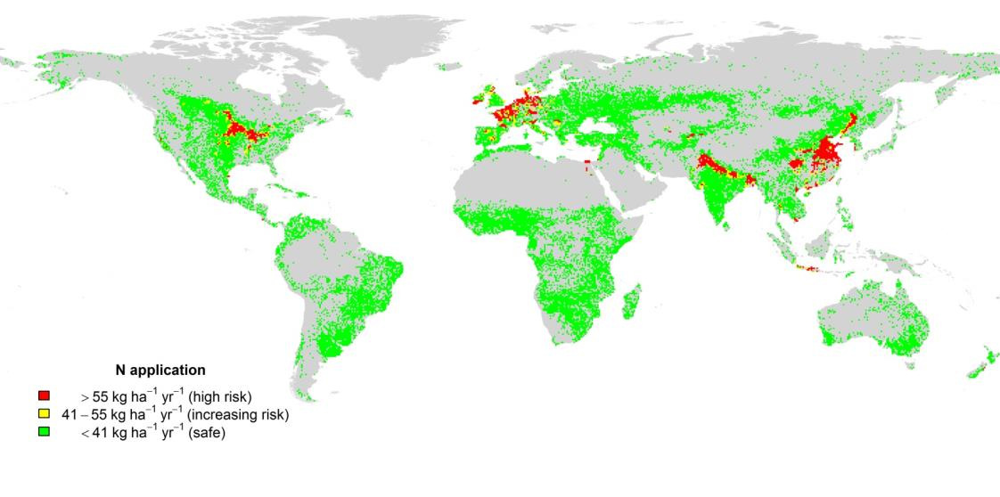 N application
> 55 kg ha⁻¹ yr⁻¹ (high risk)
41 – 55 kg ha⁻¹ yr⁻¹ (increasing risk)
< 41 kg ha⁻¹ yr⁻¹ (safe)